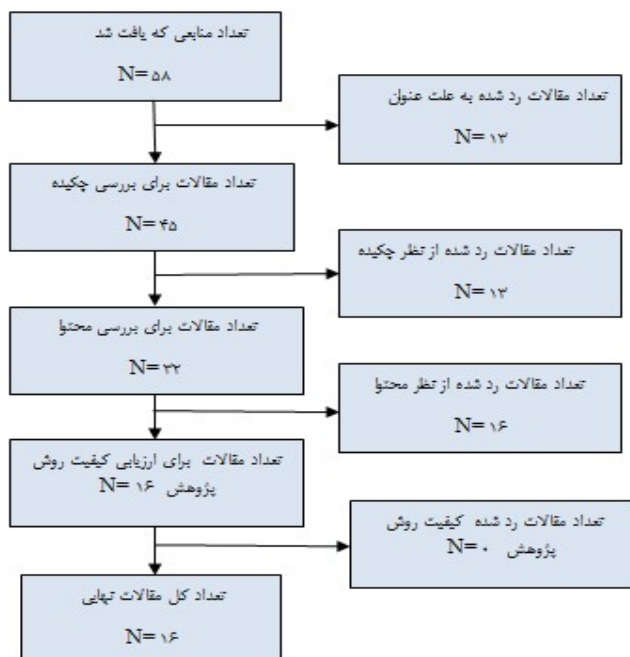 تعداد منابعی که یافت شد
N=۵۸
تعداد مقالات رد شده به علت عنوان
N=۱۳
تعداد مقالات برای بررسی چکیده
N=۴۵
تعداد مقالات رد شده از نظر چکیده
N=۱۳
تعداد مقالات برای بررسی محتوا
N=۳۲
تعداد مقالات رد شده از نظر محتوا
N=۱۶
تعداد مقالات برای ارزیابی کیفیت روش
پژوهش N=۱۶
تعداد مقالات رد شده کیفیت روش
پژوهش N=۰
تعداد کل مقالات نهایی
N=۱۶